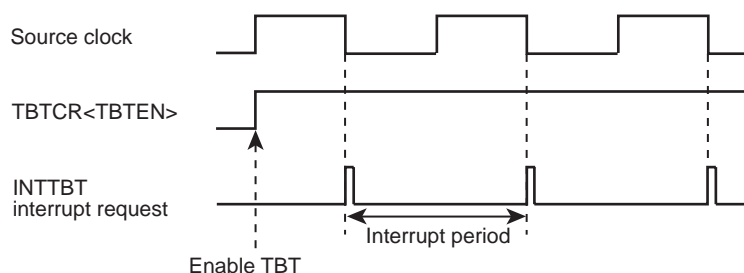 Source clock
TBTCR<TBTEN>
INTTBT
interrupt request
Interrupt period
Enable TBT